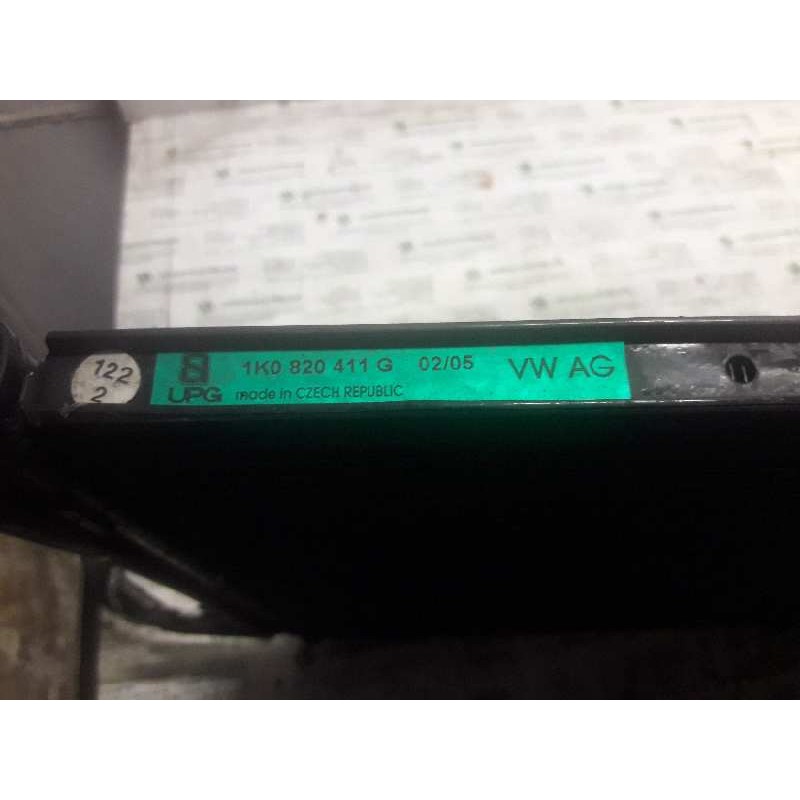 122
2
1K0 820 411 G 02/05 VW AG
UPG made in CZECH REPUBLIC